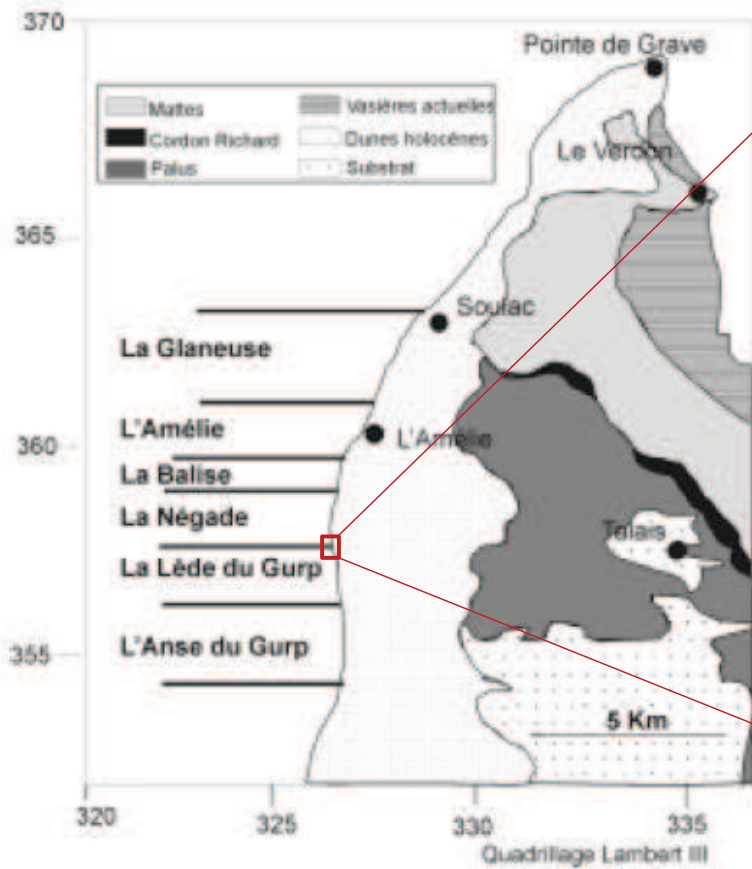 370
Pointe de Grave
Mattes
Vasières actuelles
Cordon Richard
Dunes holocènes
Palus
Substrat
Le Verdon
365
Soulac
La Glaneuse
L'Amélie
360
L'Amélie
La Balise
La Négade
Talais
La Lède du Gurp
L'Anse du Gurp
355
5 Km
320
325
330
335
Quadrillage Lambert III